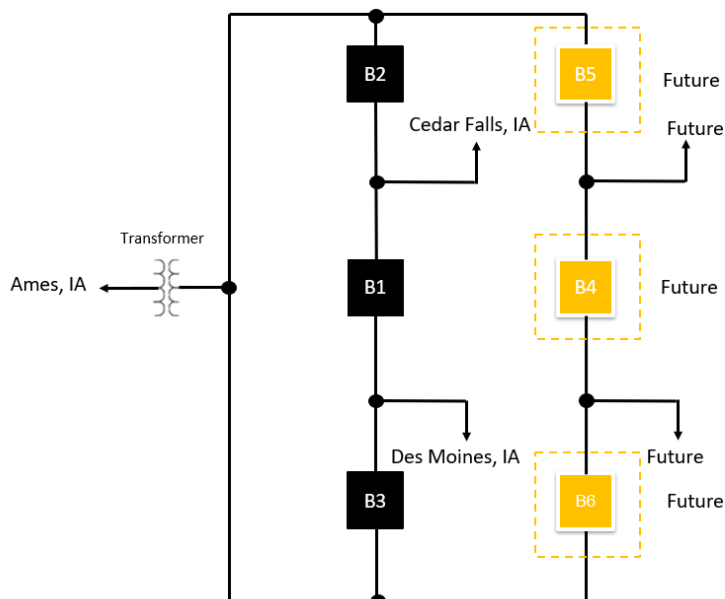 B2
B5
Future
Cedar Falls, IA
Future
Transformer
Ames, IA
B1
B4
Future
Des Moines, IA
Future
B3
B6
Future